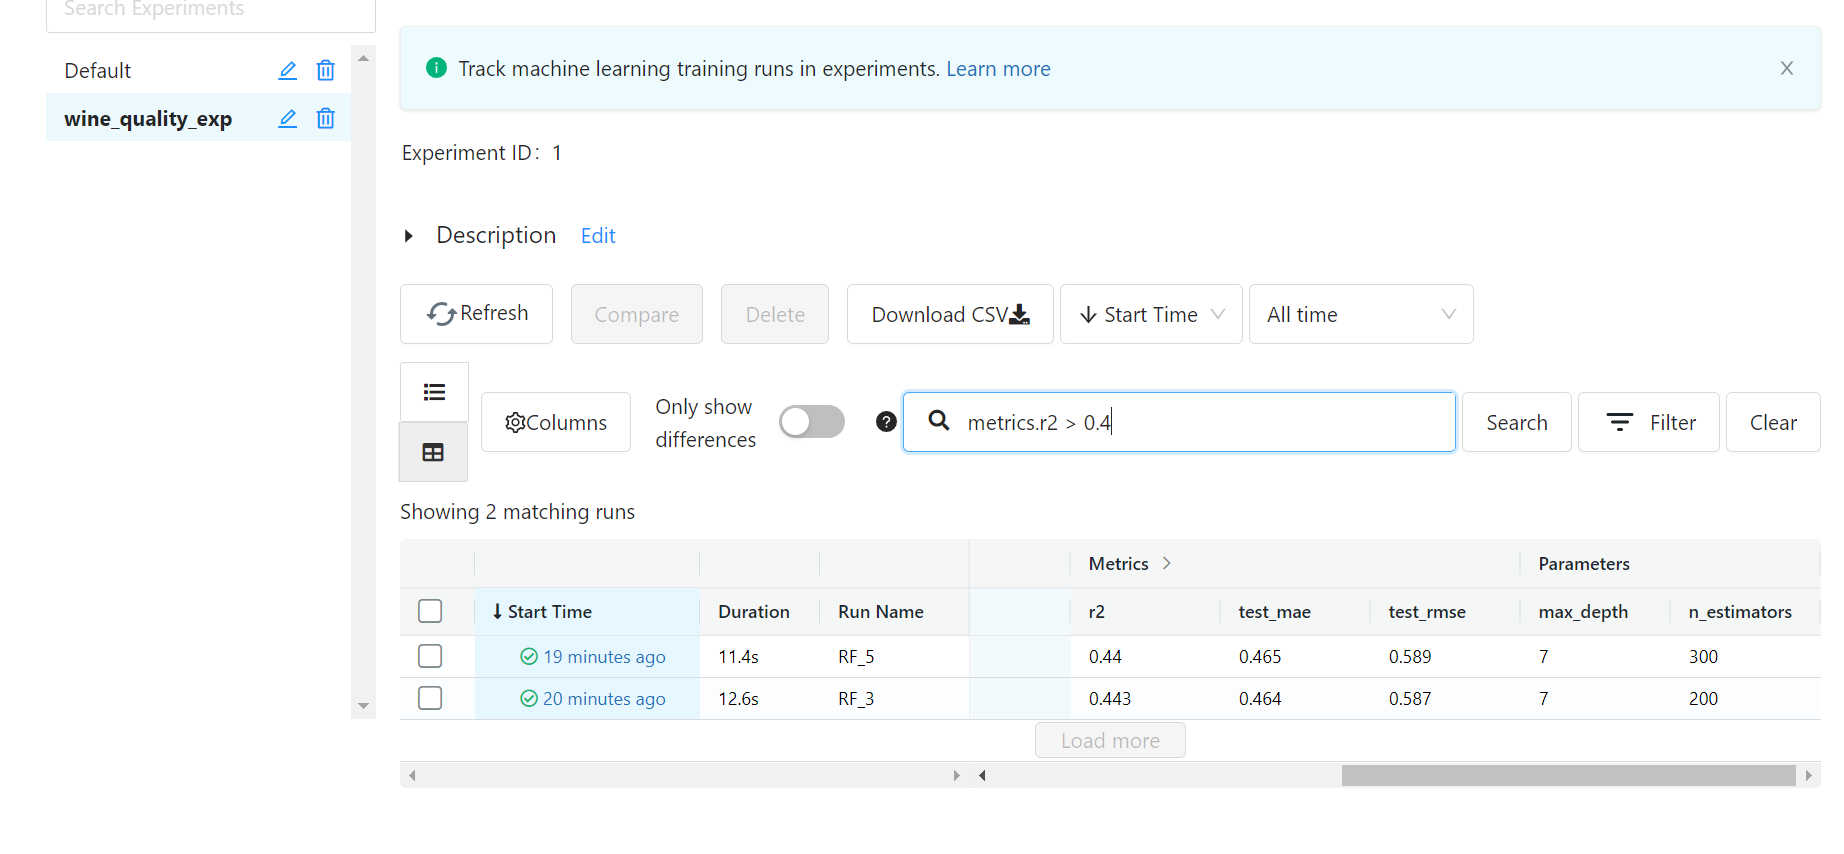 Search Experiments
Default
wine_quality_exp
Track machine learning training runs in experiments. Learn more
Experiment ID: 1
Description Edit
Refresh Compare Delete Download CSV Start Time All time
Columns
Only show
differences
metrics.r2 > 0.4
Search Filter Clear
Showing 2 matching runs
Metrics Parameters
Start Time Duration Run Name r2 test_mae test_rmse max_depth n_estimators
19 minutes ago 11.4s RF_5 0.44 0.465 0.589 7 300
20 minutes ago 12.6s RF_3 0.443 0.464 0.587 7 200
Load more